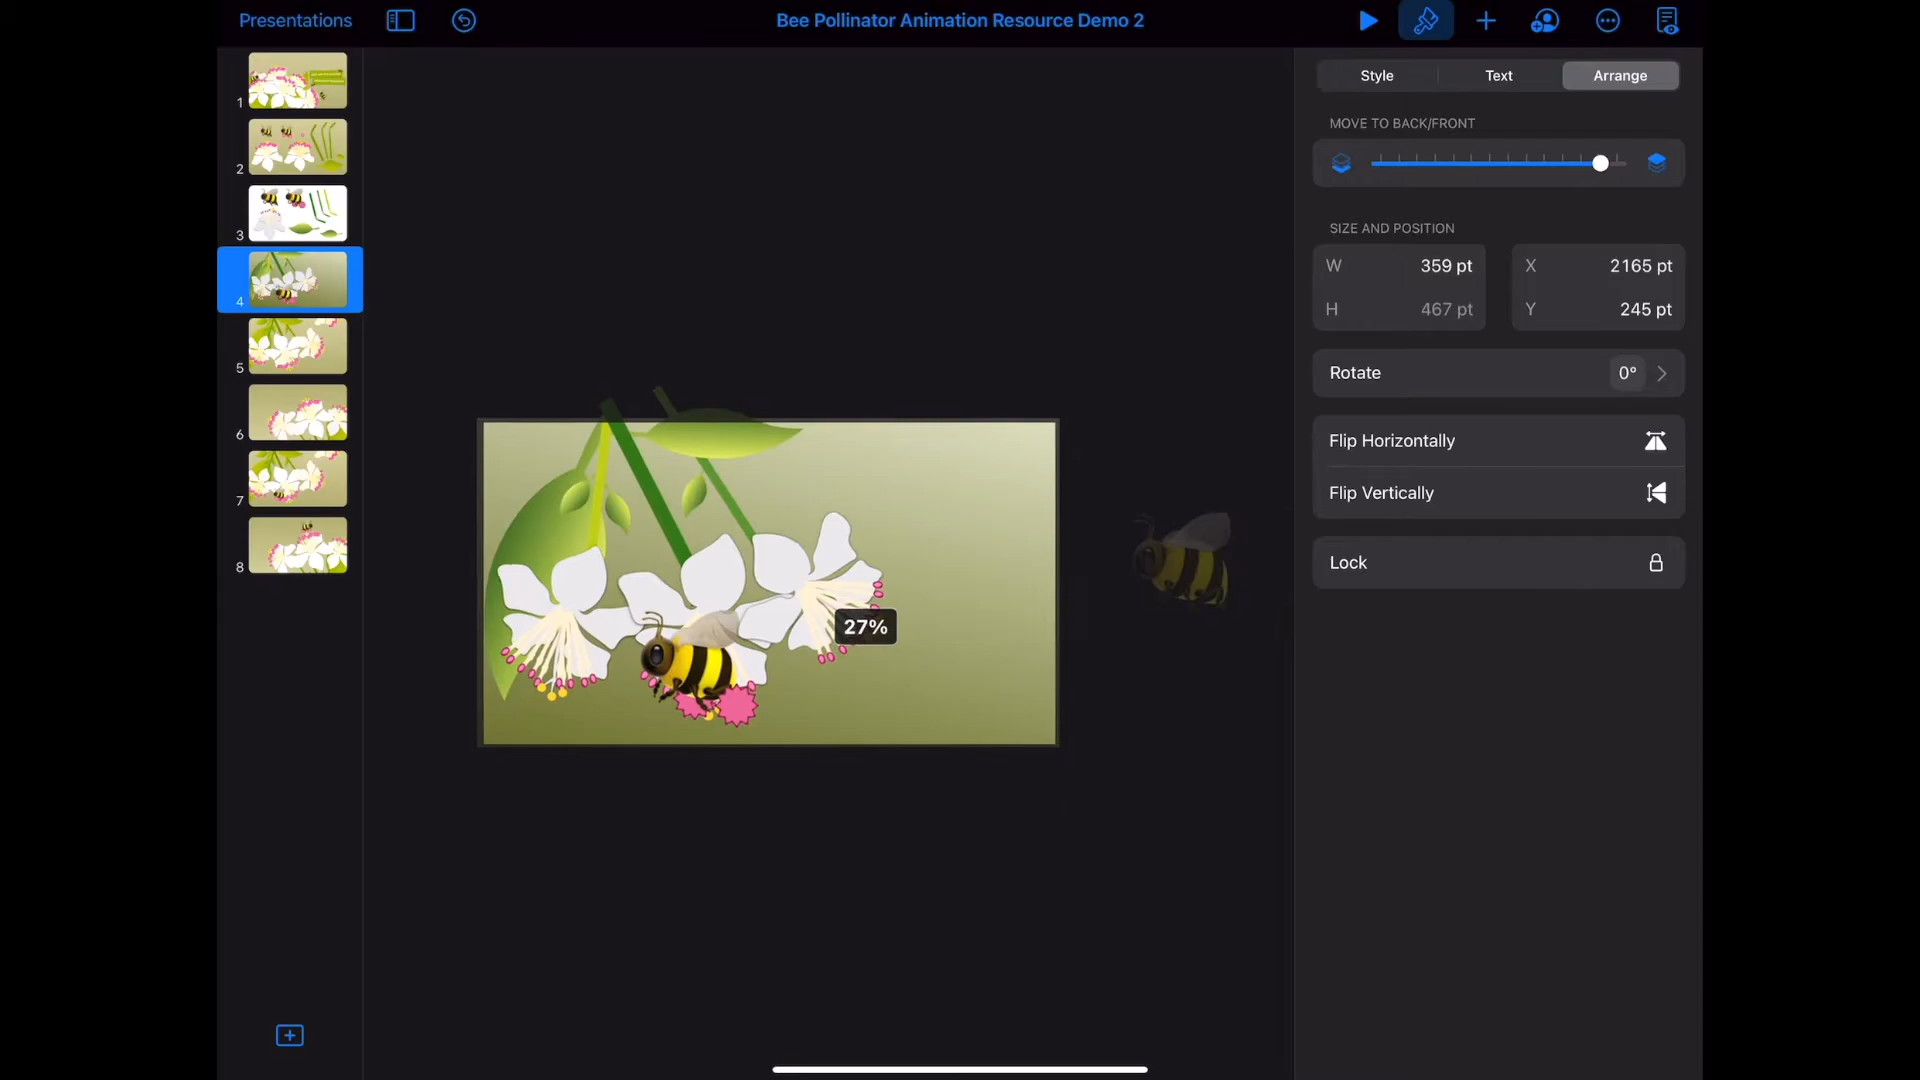 Presentations
Bee Pollinator Animation Resource Demo 2
Style Text Arrange
MOVE TO BACK/FRONT
SIZE AND POSITION
W 359 pt X 2165 pt
H 467 pt Y 245 pt
Rotate 0°
Flip Horizontally
Flip Vertically
Lock
27%
1
2
3
4
5
6
7
8